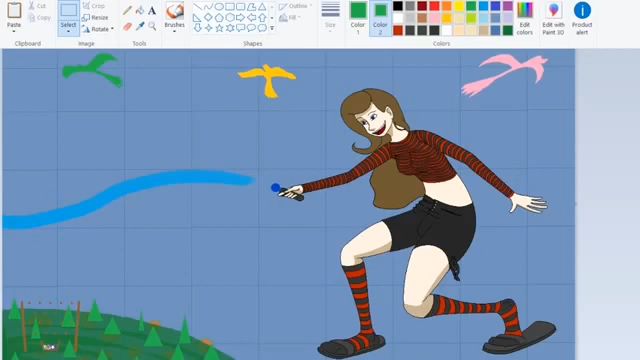 Paste
Cut
Copy
Clipboard
Select
Crop
Resize
Rotate
Image
Tools
Brushes
Outline
Fill
Shapes
Color 1
Color 2
Edit colors
Edit with Paint 3D
Product alert
Colors